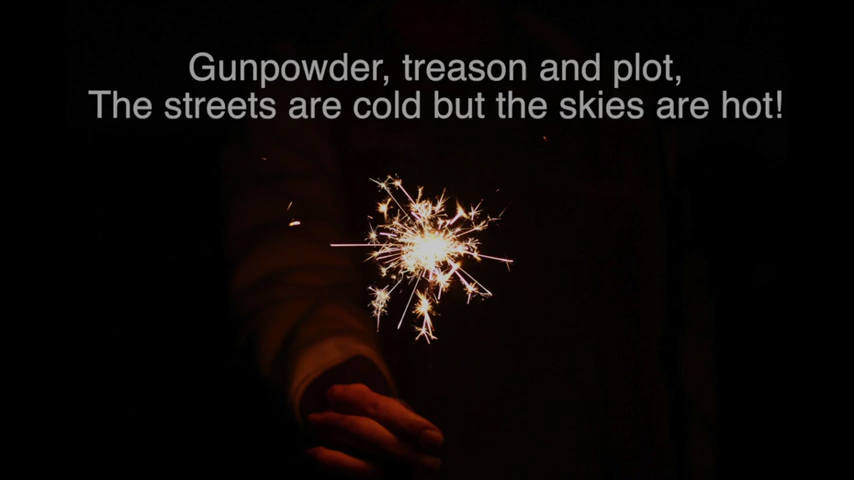 Gunpowder, treason and plot,
The streets are cold but the skies are hot!